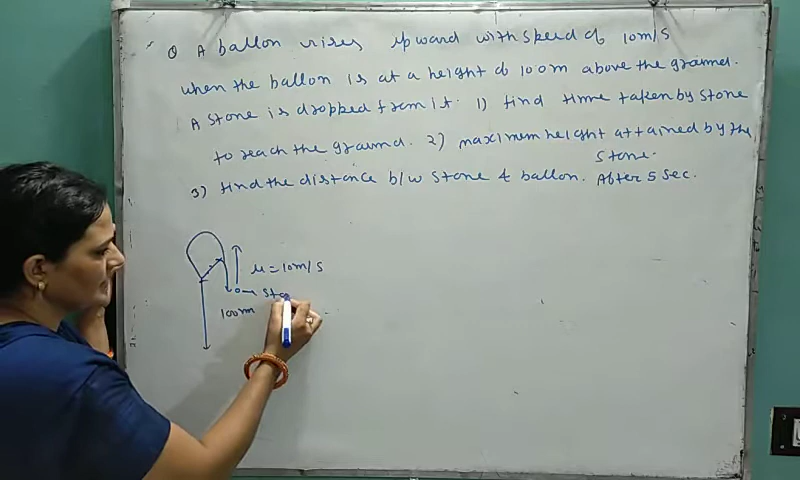 Q A ballon rises upward with speed of 10m/s
when the ballon is at a height of 100m above the ground.
A stone is dropped from it. 1) find time taken by stone
to reach the ground. 2) maximum height attained by the
stone.
3) find the distance b/w stone & ballon. After 5 sec.
u = 10m/s
Sto
100m